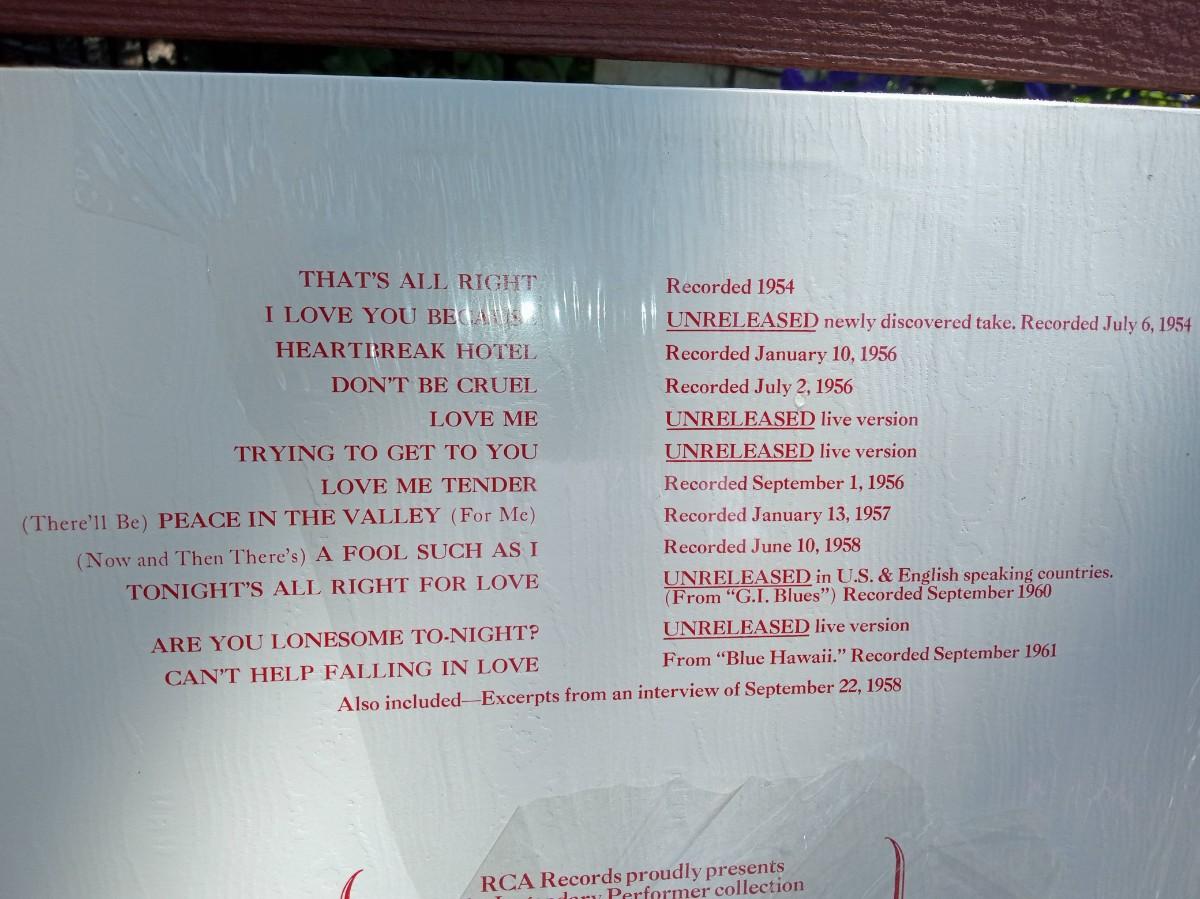 THAT'S ALL RIGHT Recorded 1954
I LOVE YOU BECAUSE UNRELEASED newly discovered take. Recorded July 6, 1954
HEARTBREAK HOTEL Recorded January 10, 1956
DON'T BE CRUEL Recorded July 2, 1956
LOVE ME UNRELEASED live version
TRYING TO GET TO YOU UNRELEASED live version
LOVE ME TENDER Recorded September 1, 1956
(There'll Be) PEACE IN THE VALLEY (For Me) Recorded January 13, 1957
(Now and Then There's) A FOOL SUCH AS I Recorded June 10, 1958
TONIGHT'S ALL RIGHT FOR LOVE UNRELEASED in U.S. & English speaking countries.
(From "G.I. Blues") Recorded September 1960
ARE YOU LONESOME TO-NIGHT? UNRELEASED live version
CAN'T HELP FALLING IN LOVE From "Blue Hawaii." Recorded September 1961
Also included—Excerpts from an interview of September 22, 1958
RCA Records proudly presents
Legendary Performer collection